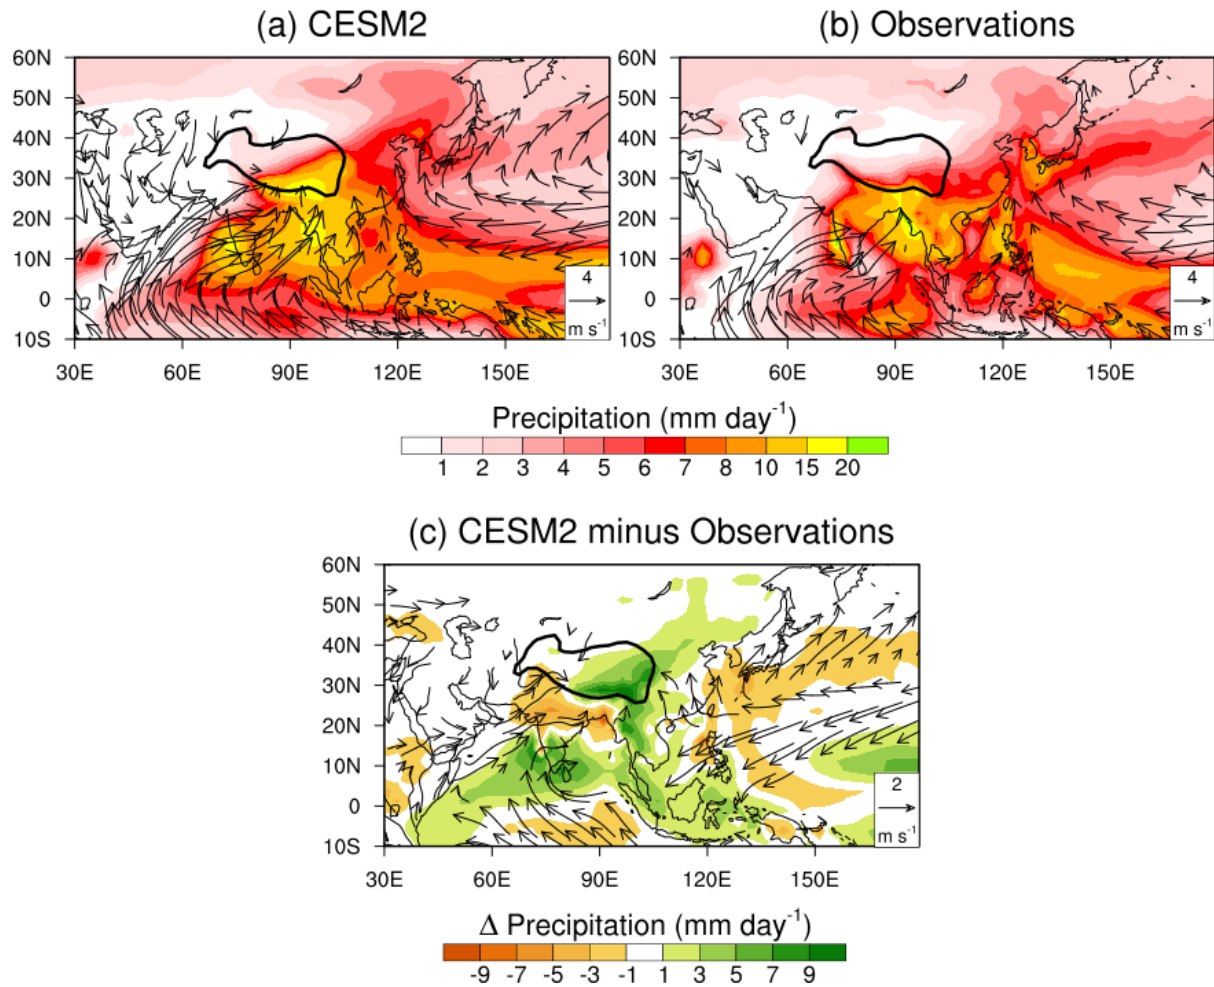 (a) CESM2
(b) Observations
60N
50N
40N
30N
20N
10N
0
10S
30E 60E 90E 120E 150E
4
m s-1
60N
50N
40N
30N
20N
10N
0
10S
30E 60E 90E 120E 150E
4
m s-1
Precipitation (mm day-1)
1 2 3 4 5 6 7 8 10 15 20
(c) CESM2 minus Observations
60N
50N
40N
30N
20N
10N
0
10S
30E 60E 90E 120E 150E
2
m s-1
Δ Precipitation (mm day-1)
-9 -7 -5 -3 -1 1 3 5 7 9